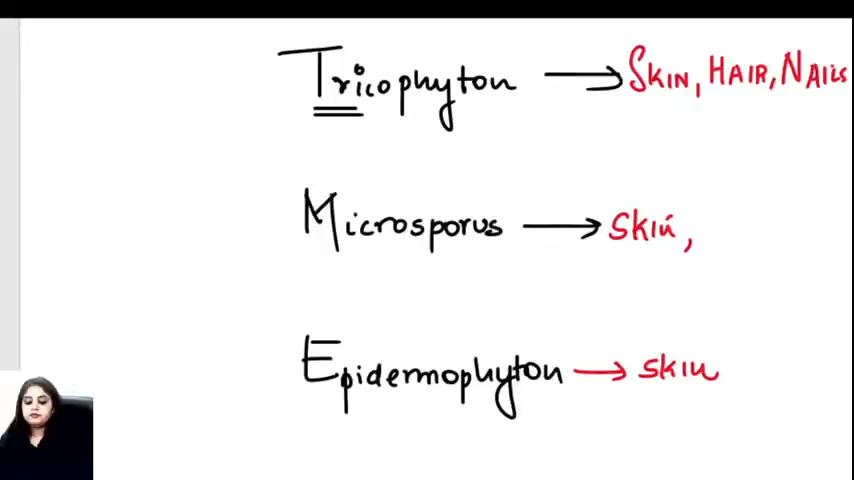 Tricophyton → SKIN, HAIR, NAILS
Microsporus → skin,
Epidermophyton → skin